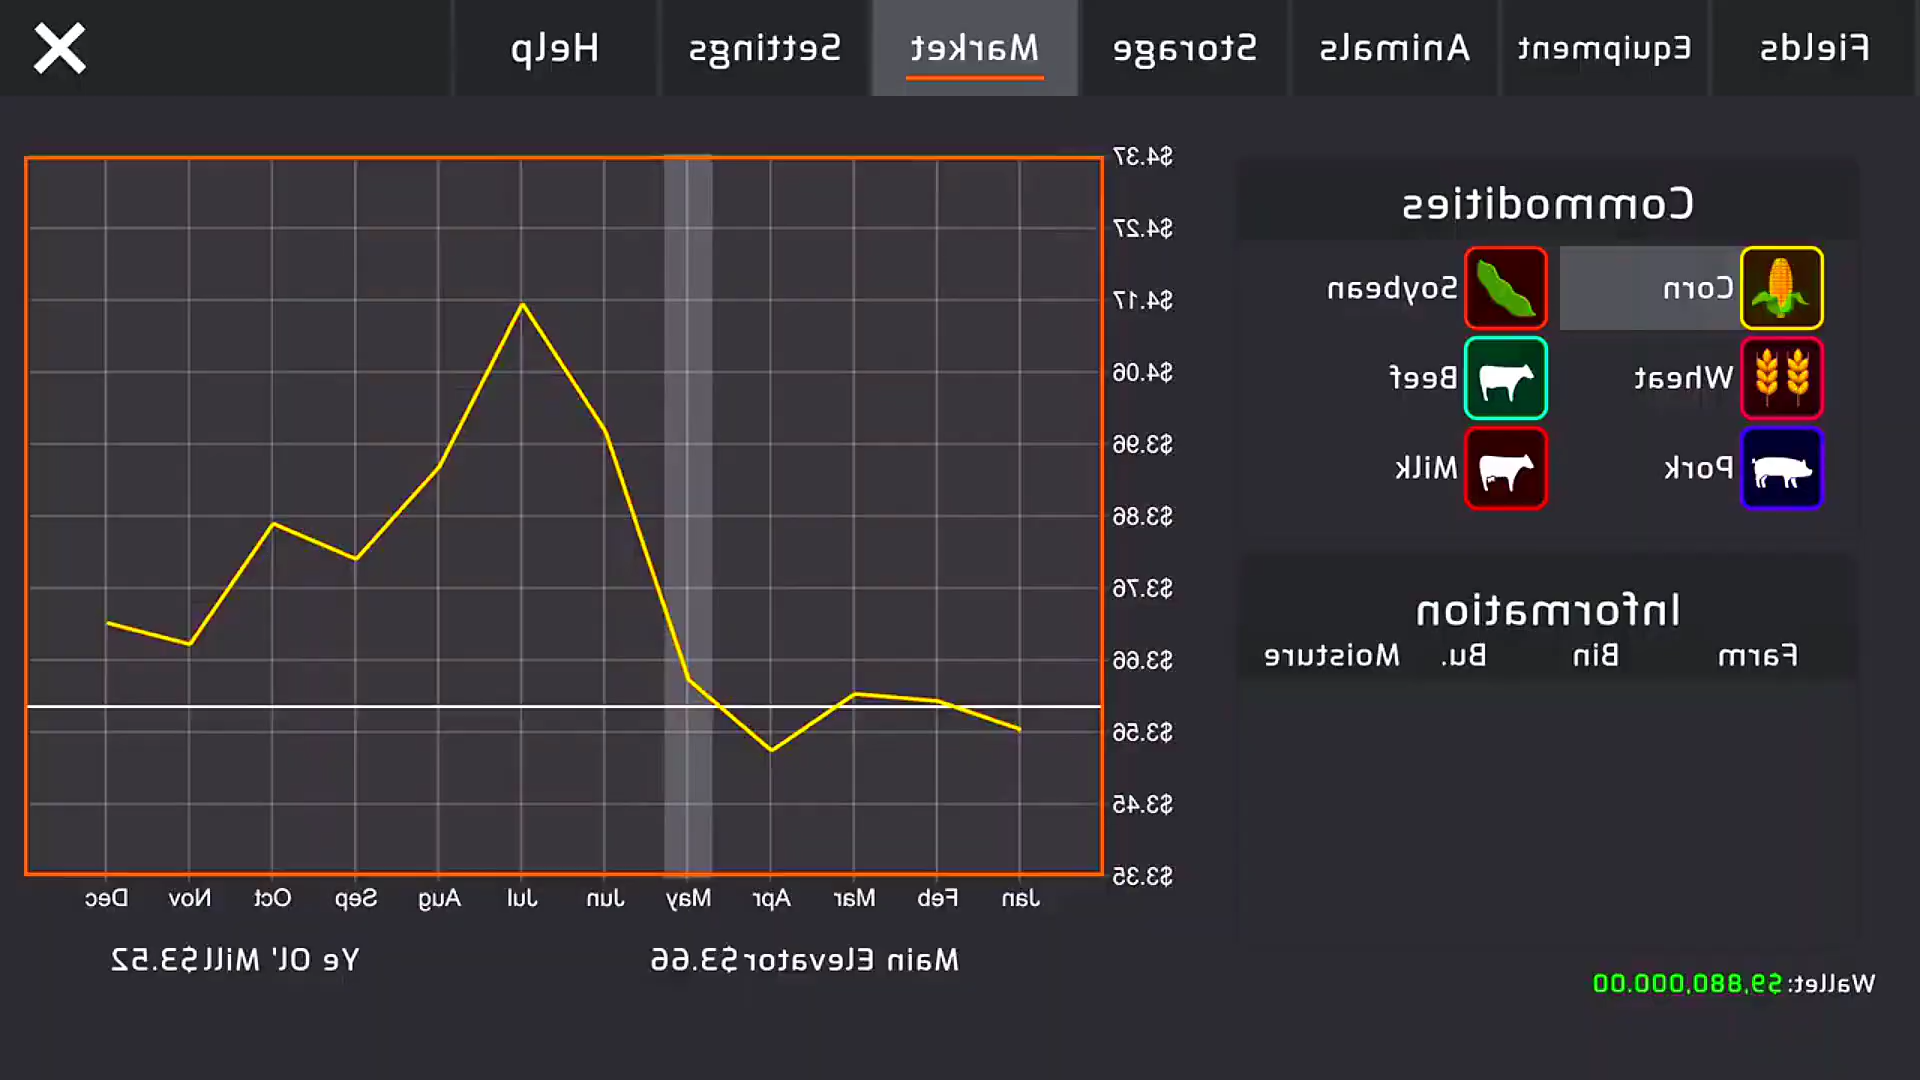 Fields Equipment Animals Storage Market Settings Help
Commodities
Corn Soybean
Wheat Beef
Pork Milk
Information
Farm Bin Bu. Moisture
$4.37
$4.27
$4.17
$4.06
$3.96
$3.86
$3.76
$3.66
$3.56
$3.45
$3.35
Jan Feb Mar Apr May Jun Jul Aug Sep Oct Nov Dec
Main Elevator $3.66 Ye Ol' Mill $3.52
Wallet: $9,880,000.00